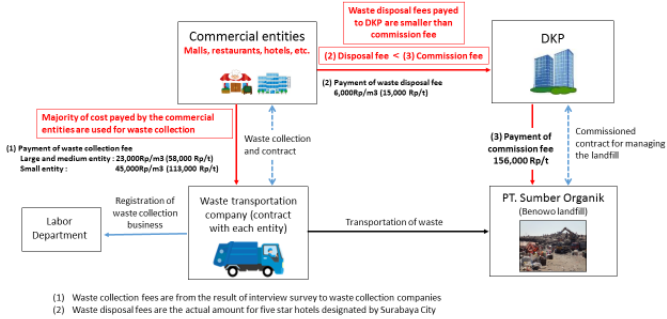 Waste disposal fees payed
to DKP are smaller than
commission fee
Commercial entities
Malls, restaurants, hotels, etc.
(2) Disposal fee < (3) Commission fee
DKP
(2) Payment of waste disposal fee
6,000Rp/m3 (15,000 Rp/t)
Majority of cost payed by the commercial
entities are used for waste collection
(1) Payment of waste collection fee
Large and medium entity : 23,000Rp/m3 (58,000 Rp/t)
Small entity : 45,000Rp/m3 (113,000 Rp/t)
Waste collection
and contract
(3) Payment of
commission fee
156,000 Rp/t
Commissioned
contract for managing
the landfill
Registration of
waste collection
business
Labor
Department
Waste transportation
company (contract
with each entity)
Transportation of waste
PT. Sumber Organik
(Benowo landfill)
(1) Waste collection fees are from the result of interview survey to waste collection companies
(2) Waste disposal fees are the actual amount for five star hotels designated by Surabaya City